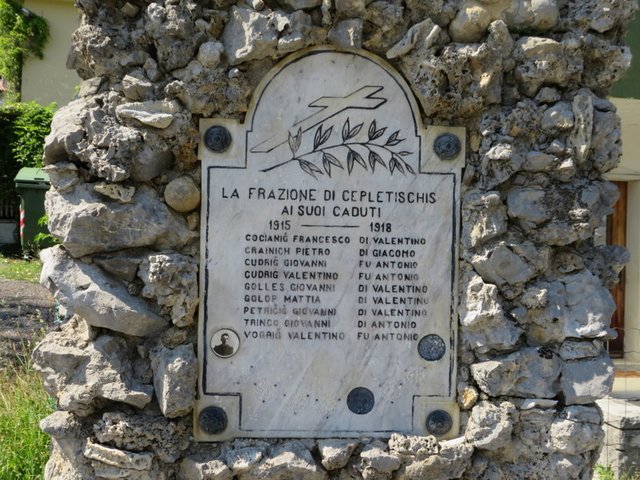 LA FRAZIONE DI CEPLETISCHIS
AI SUOI CADUTI
1915 1918
COCIANIG FRANCESCO DI VALENTINO
CRAINICH PIETRO DI GIACOMO
CUDRIG GIOVANNI FU ANTONIO
CUDRIG VALENTINO FU ANTONIO
GOLLES GIOVANNI DI VALENTINO
GOLOP MATTIA DI VALENTINO
PETRICIG GIOVANNI DI VALENTINO
TRINCO GIOVANNI DI ANTONIO
VOGRIG VALENTINO FU ANTONIO